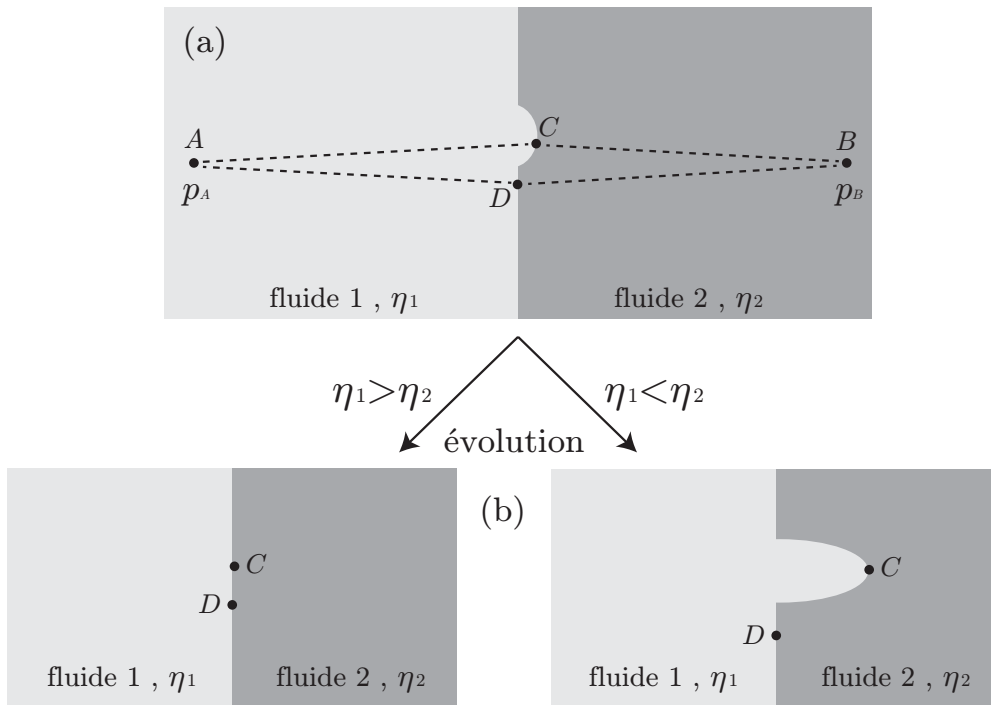 (a)
A
C
B
p_A
D
p_B
fluide 1 , η1
fluide 2 , η2
η1>η2
η1<η2
évolution
(b)
C
D
C
D
fluide 1 , η1
fluide 2 , η2
fluide 1 , η1
fluide 2 , η2